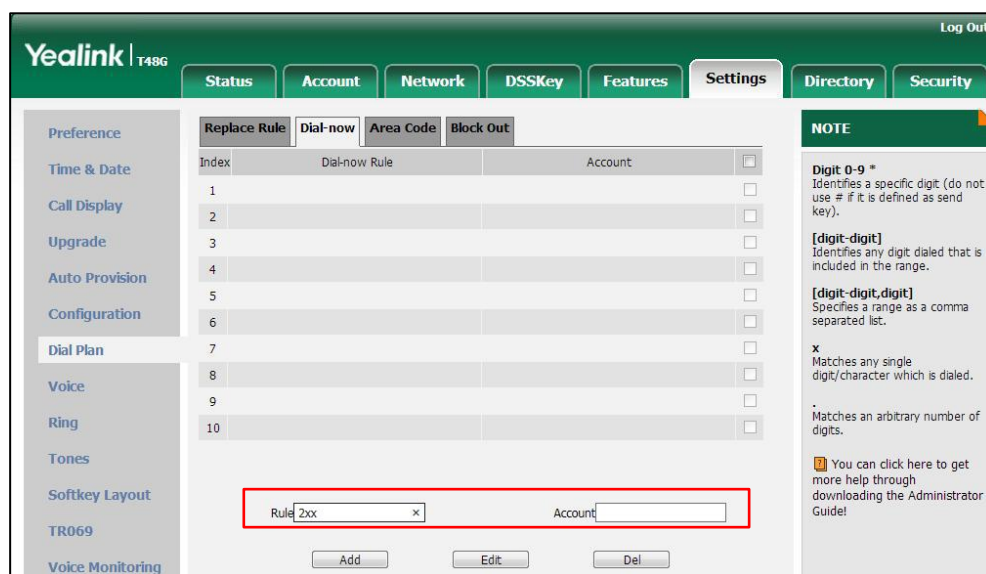 Log Out
Yealink | T48G
Status Account Network DSSKey Features Settings Directory Security
Preference
Time & Date
Call Display
Upgrade
Auto Provision
Configuration
Dial Plan
Voice
Ring
Tones
Softkey Layout
TR069
Voice Monitoring
Replace Rule Dial-now Area Code Block Out
Index Dial-now Rule Account
1
2
3
4
5
6
7
8
9
10
Rule 2xx × Account
Add Edit Del
NOTE
Digit 0-9 *
Identifies a specific digit (do not
use # if it is defined as send
key).
[digit-digit]
Identifies any digit dialed that is
included in the range.
[digit-digit,digit]
Specifies a range as a comma
separated list.
x
Matches any single
digit/character which is dialed.
.
Matches an arbitrary number of
digits.
? You can click here to get
more help through
downloading the Administrator
Guide!